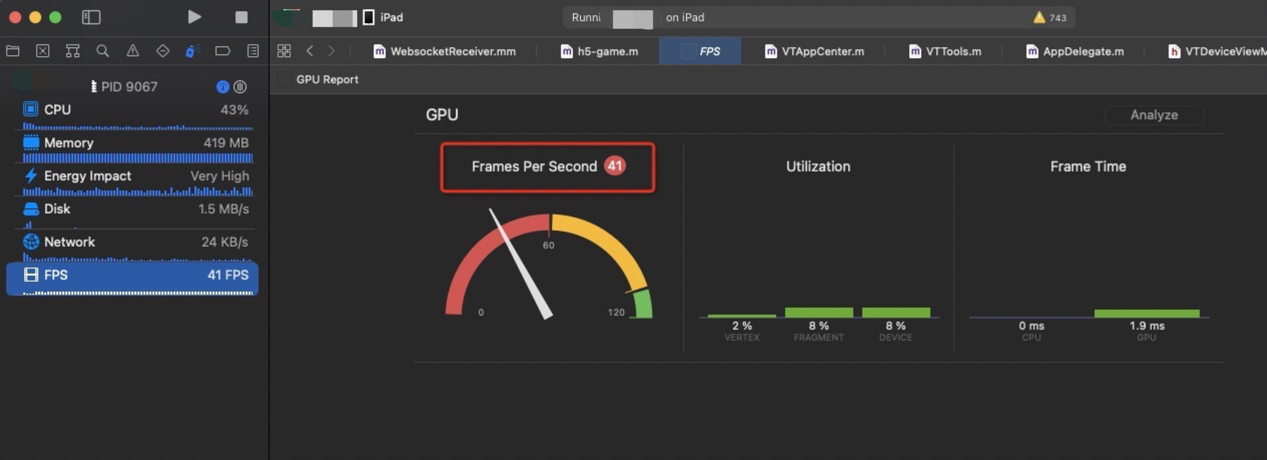 iPad
Runni on iPad
743
WebsocketReceiver.mm
h5-game.m
FPS
VTAppCenter.m
VTTools.m
AppDelegate.m
VTDeviceViewM
PID 9067
GPU Report
CPU 43%
Memory 419 MB
Energy Impact Very High
Disk 1.5 MB/s
Network 24 KB/s
FPS 41 FPS
GPU
Analyze
Frames Per Second 41
Utilization
Frame Time
60
0
120
2 % 8 % 8 %
VERTEX FRAGMENT DEVICE
0 ms 1.9 ms
CPU GPU